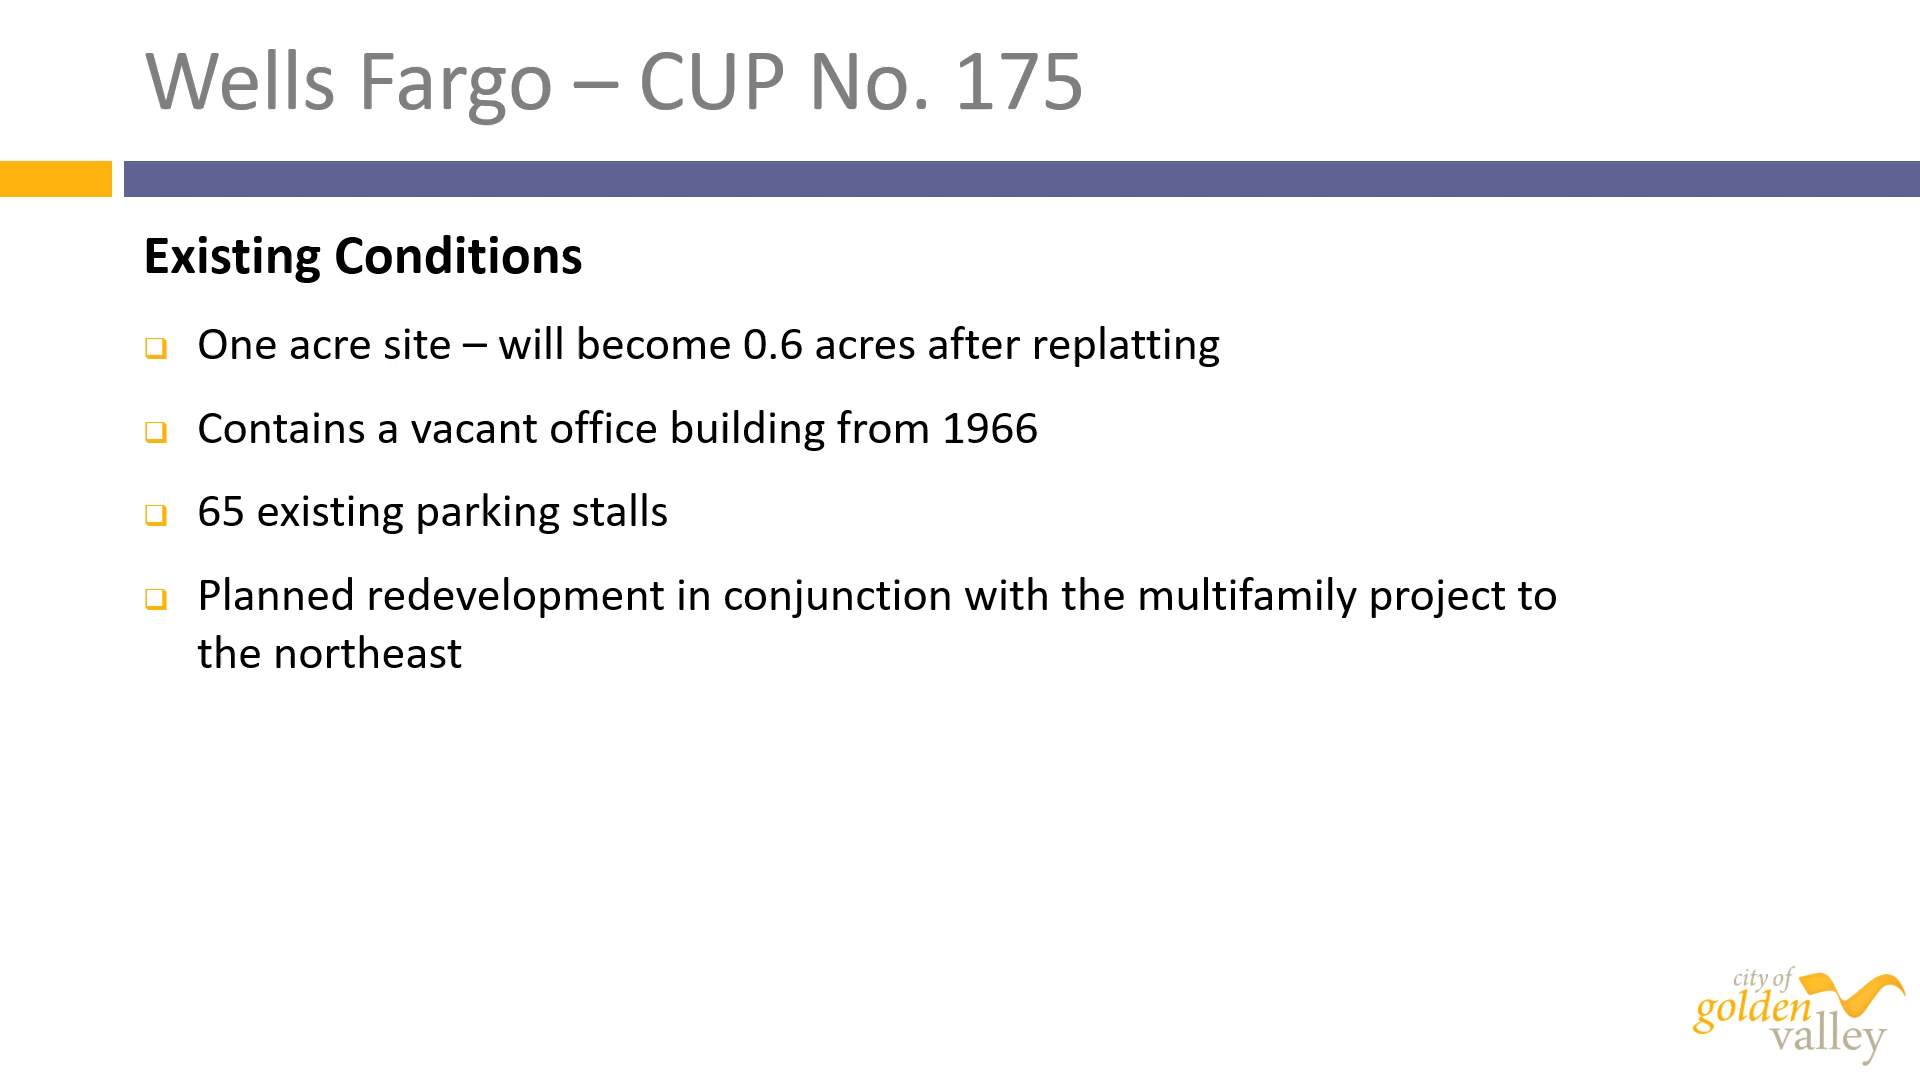 Wells Fargo – CUP No. 175
Existing Conditions
One acre site – will become 0.6 acres after replatting
Contains a vacant office building from 1966
65 existing parking stalls
Planned redevelopment in conjunction with the multifamily project to
the northeast
city of
golden
valley